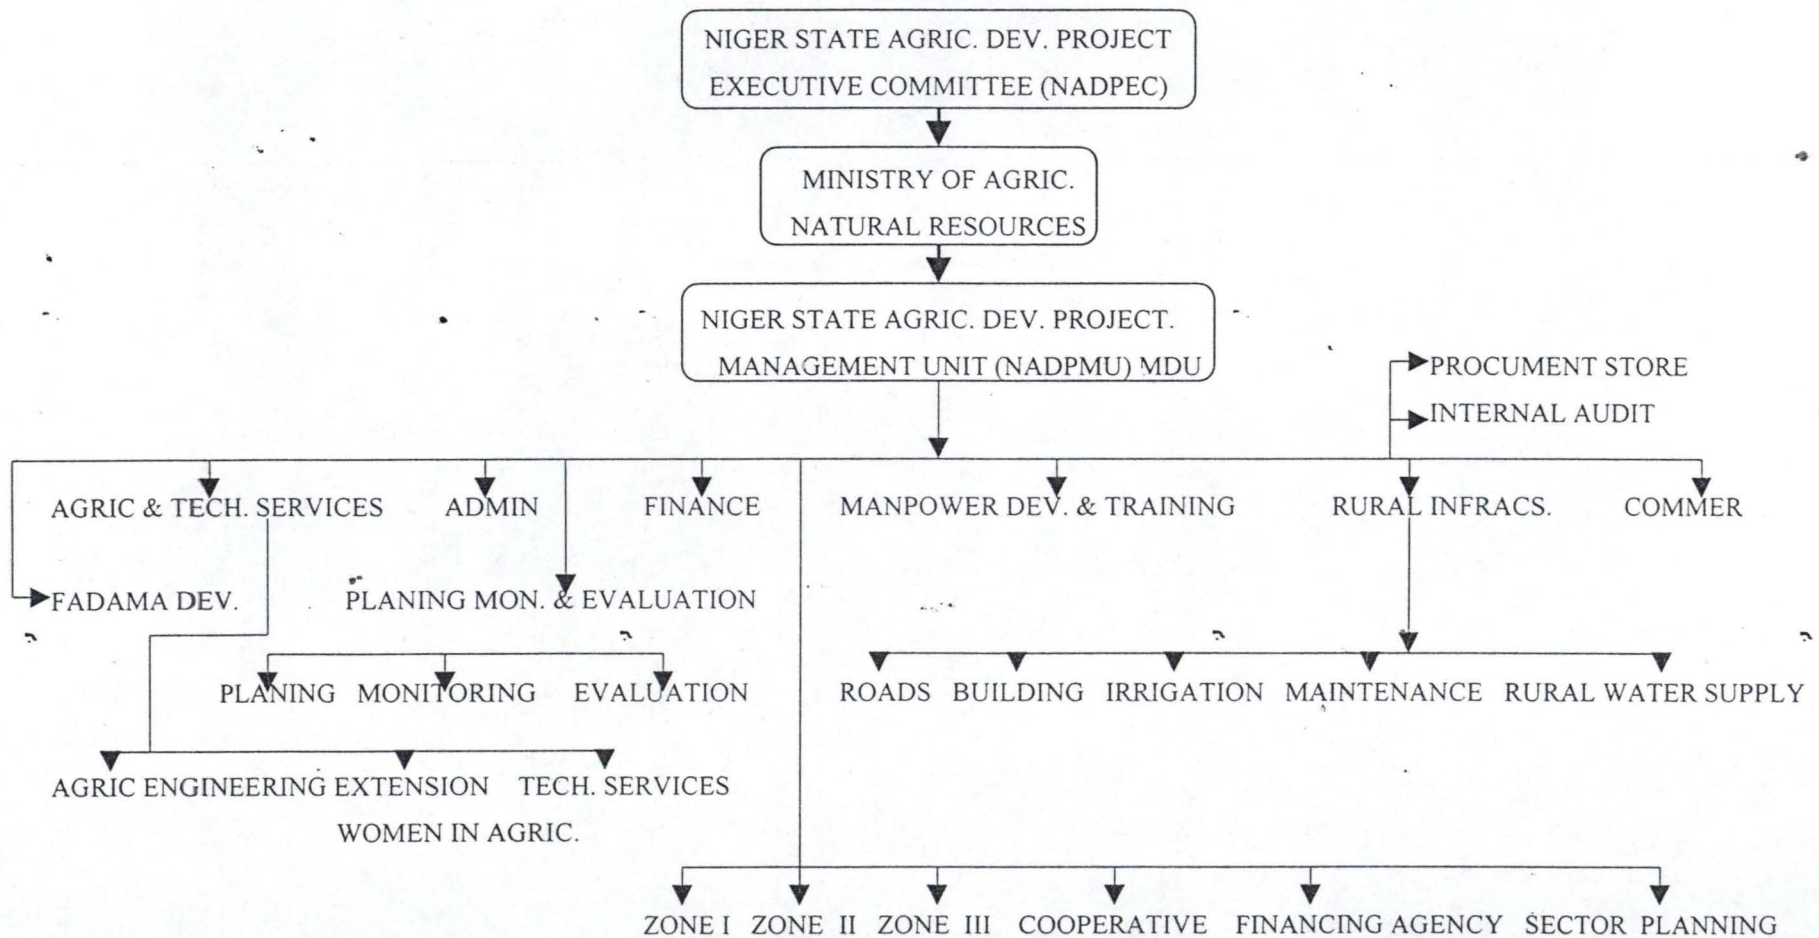 NIGER STATE AGRIC. DEV. PROJECT
EXECUTIVE COMMITTEE (NADPEC)
MINISTRY OF AGRIC.
NATURAL RESOURCES
NIGER STATE AGRIC. DEV. PROJECT.
MANAGEMENT UNIT (NADPMU) MDU
PROCUMENT STORE
INTERNAL AUDIT
AGRIC & TECH. SERVICES ADMIN FINANCE MANPOWER DEV. & TRAINING RURAL INFRACS. COMMER
FADAMA DEV. PLANING MON. & EVALUATION
PLANING MONITORING EVALUATION ROADS BUILDING IRRIGATION MAINTENANCE RURAL WATER SUPPLY
AGRIC ENGINEERING EXTENSION TECH. SERVICES
WOMEN IN AGRIC.
ZONE I ZONE II ZONE III COOPERATIVE FINANCING AGENCY SECTOR PLANNING